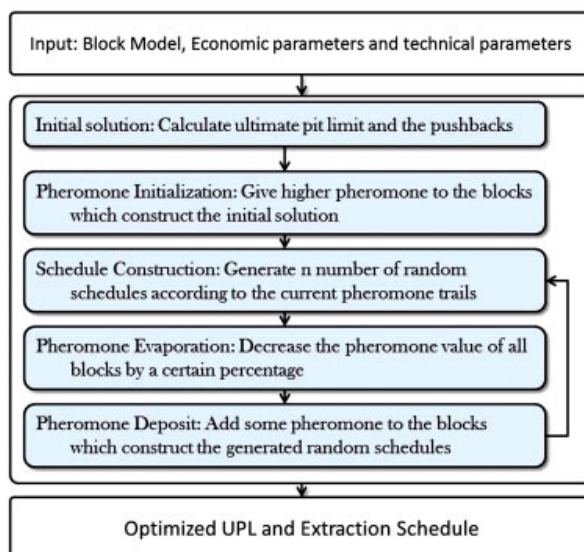 Input: Block Model, Economic parameters and technical parameters
Initial solution: Calculate ultimate pit limit and the pushbacks
Pheromone Initialization: Give higher pheromone to the blocks
which construct the initial solution
Schedule Construction: Generate n number of random
schedules according to the current pheromone trails
Pheromone Evaporation: Decrease the pheromone value of all
blocks by a certain percentage
Pheromone Deposit: Add some pheromone to the blocks
which construct the generated random schedules
Optimized UPL and Extraction Schedule